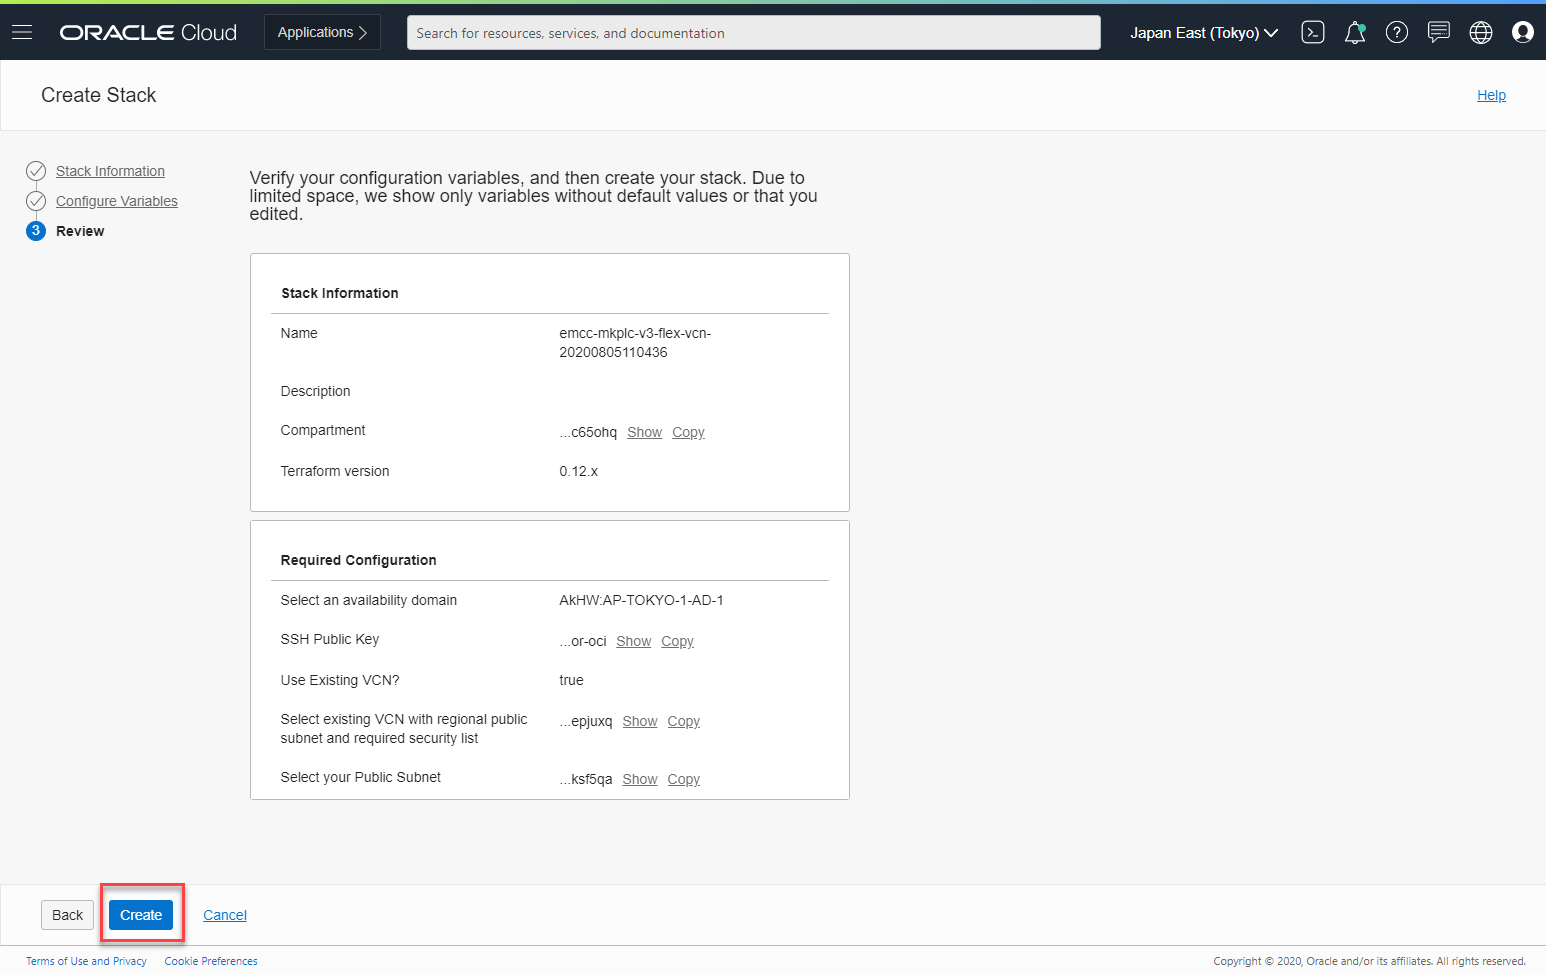 ORACLE Cloud
Applications
Search for resources, services, and documentation
Japan East (Tokyo)
Create Stack
Help
Stack Information
Configure Variables
3 Review
Verify your configuration variables, and then create your stack. Due to
limited space, we show only variables without default values or that you
edited.
Stack Information
Name emcc-mkplc-v3-flex-vcn-
20200805110436
Description
Compartment ...c65ohq Show Copy
Terraform version 0.12.x
Required Configuration
Select an availability domain AkHW:AP-TOKYO-1-AD-1
SSH Public Key ...or-oci Show Copy
Use Existing VCN? true
Select existing VCN with regional public ...epjuxq Show Copy
subnet and required security list
Select your Public Subnet ...ksf5qa Show Copy
Back Create Cancel
Terms of Use and Privacy Cookie Preferences Copyright © 2020, Oracle and/or its affiliates. All rights reserved.